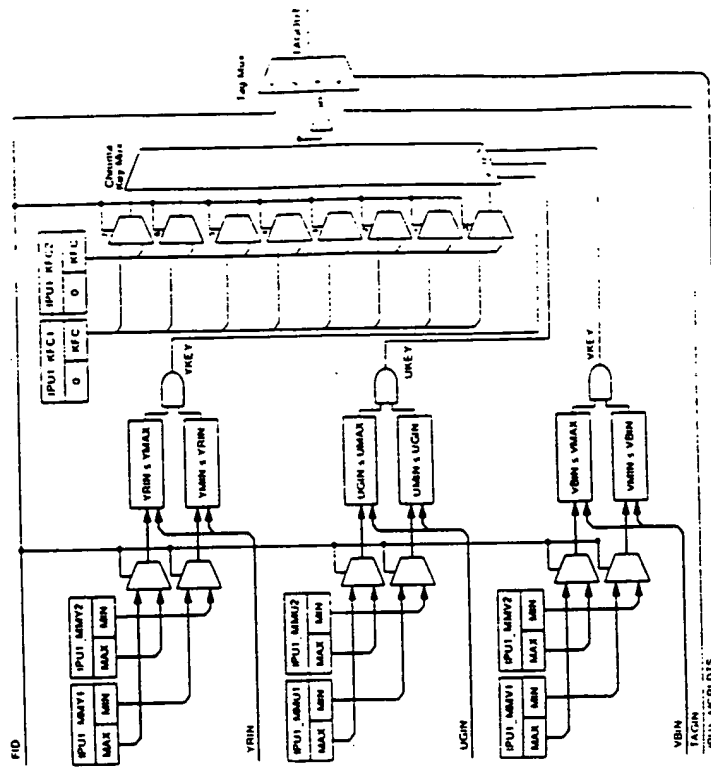 FID
IPU1_MMY1
MAX
MIN
IPU1_MMY2
MAX
MIN
YRIN
YRIN ≤ YMAX
YMIN ≤ YRIN
YKEY
IPU1_MMU1
MAX
MIN
IPU1_MMU2
MAX
MIN
UGIN
UGIN ≤ UMAX
UMIN ≤ UGIN
UKEY
IPU1_MMV1
MAX
MIN
IPU1_MMV2
MAX
MIN
VBIN
VBIN ≤ VMAX
VMIN ≤ VBIN
VKEY
TAGIN
IPU1_KFC1
0
KFC
IPU1_KFC2
0
KFC
Chroma
Key Mux
Tag Mux
TAGOUT